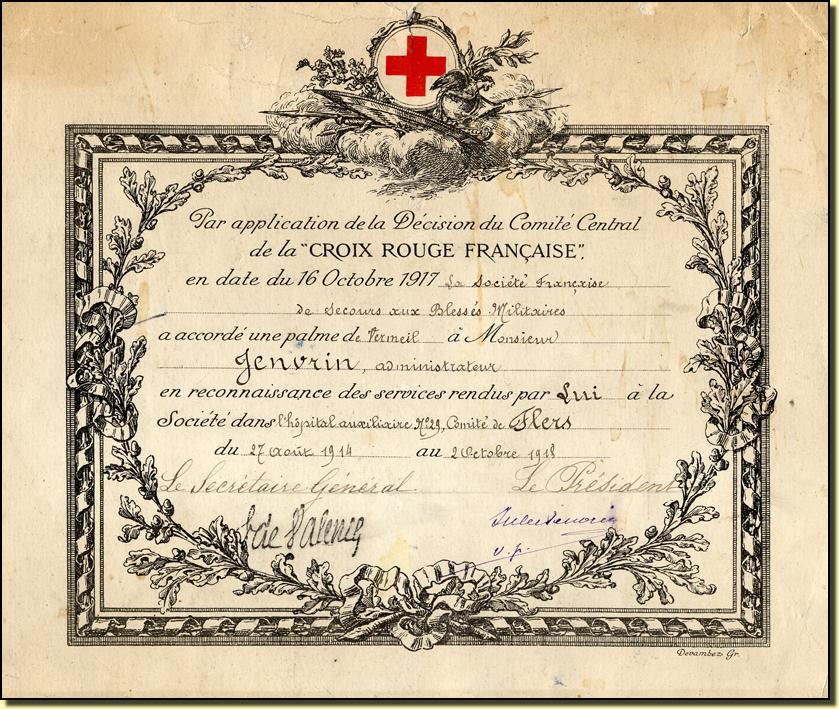 Par application de la Décision du Comité Central
de la "CROIX ROUGE FRANÇAISE",
en date du 16 Octobre 1917 La Société Française
de Secours aux Blessés Militaires
a accordé une palme de Vermeil à Monsieur
Jenvrin, administrateur
en reconnaissance des services rendus par Lui à la
Société dans l'hôpital auxiliaire Nº 29, Comité de Flers
du 27 août 1914 au 2 Octobre 1918
Le Secrétaire Général Le Président
de Valence
v.p.
Devambez Gr.